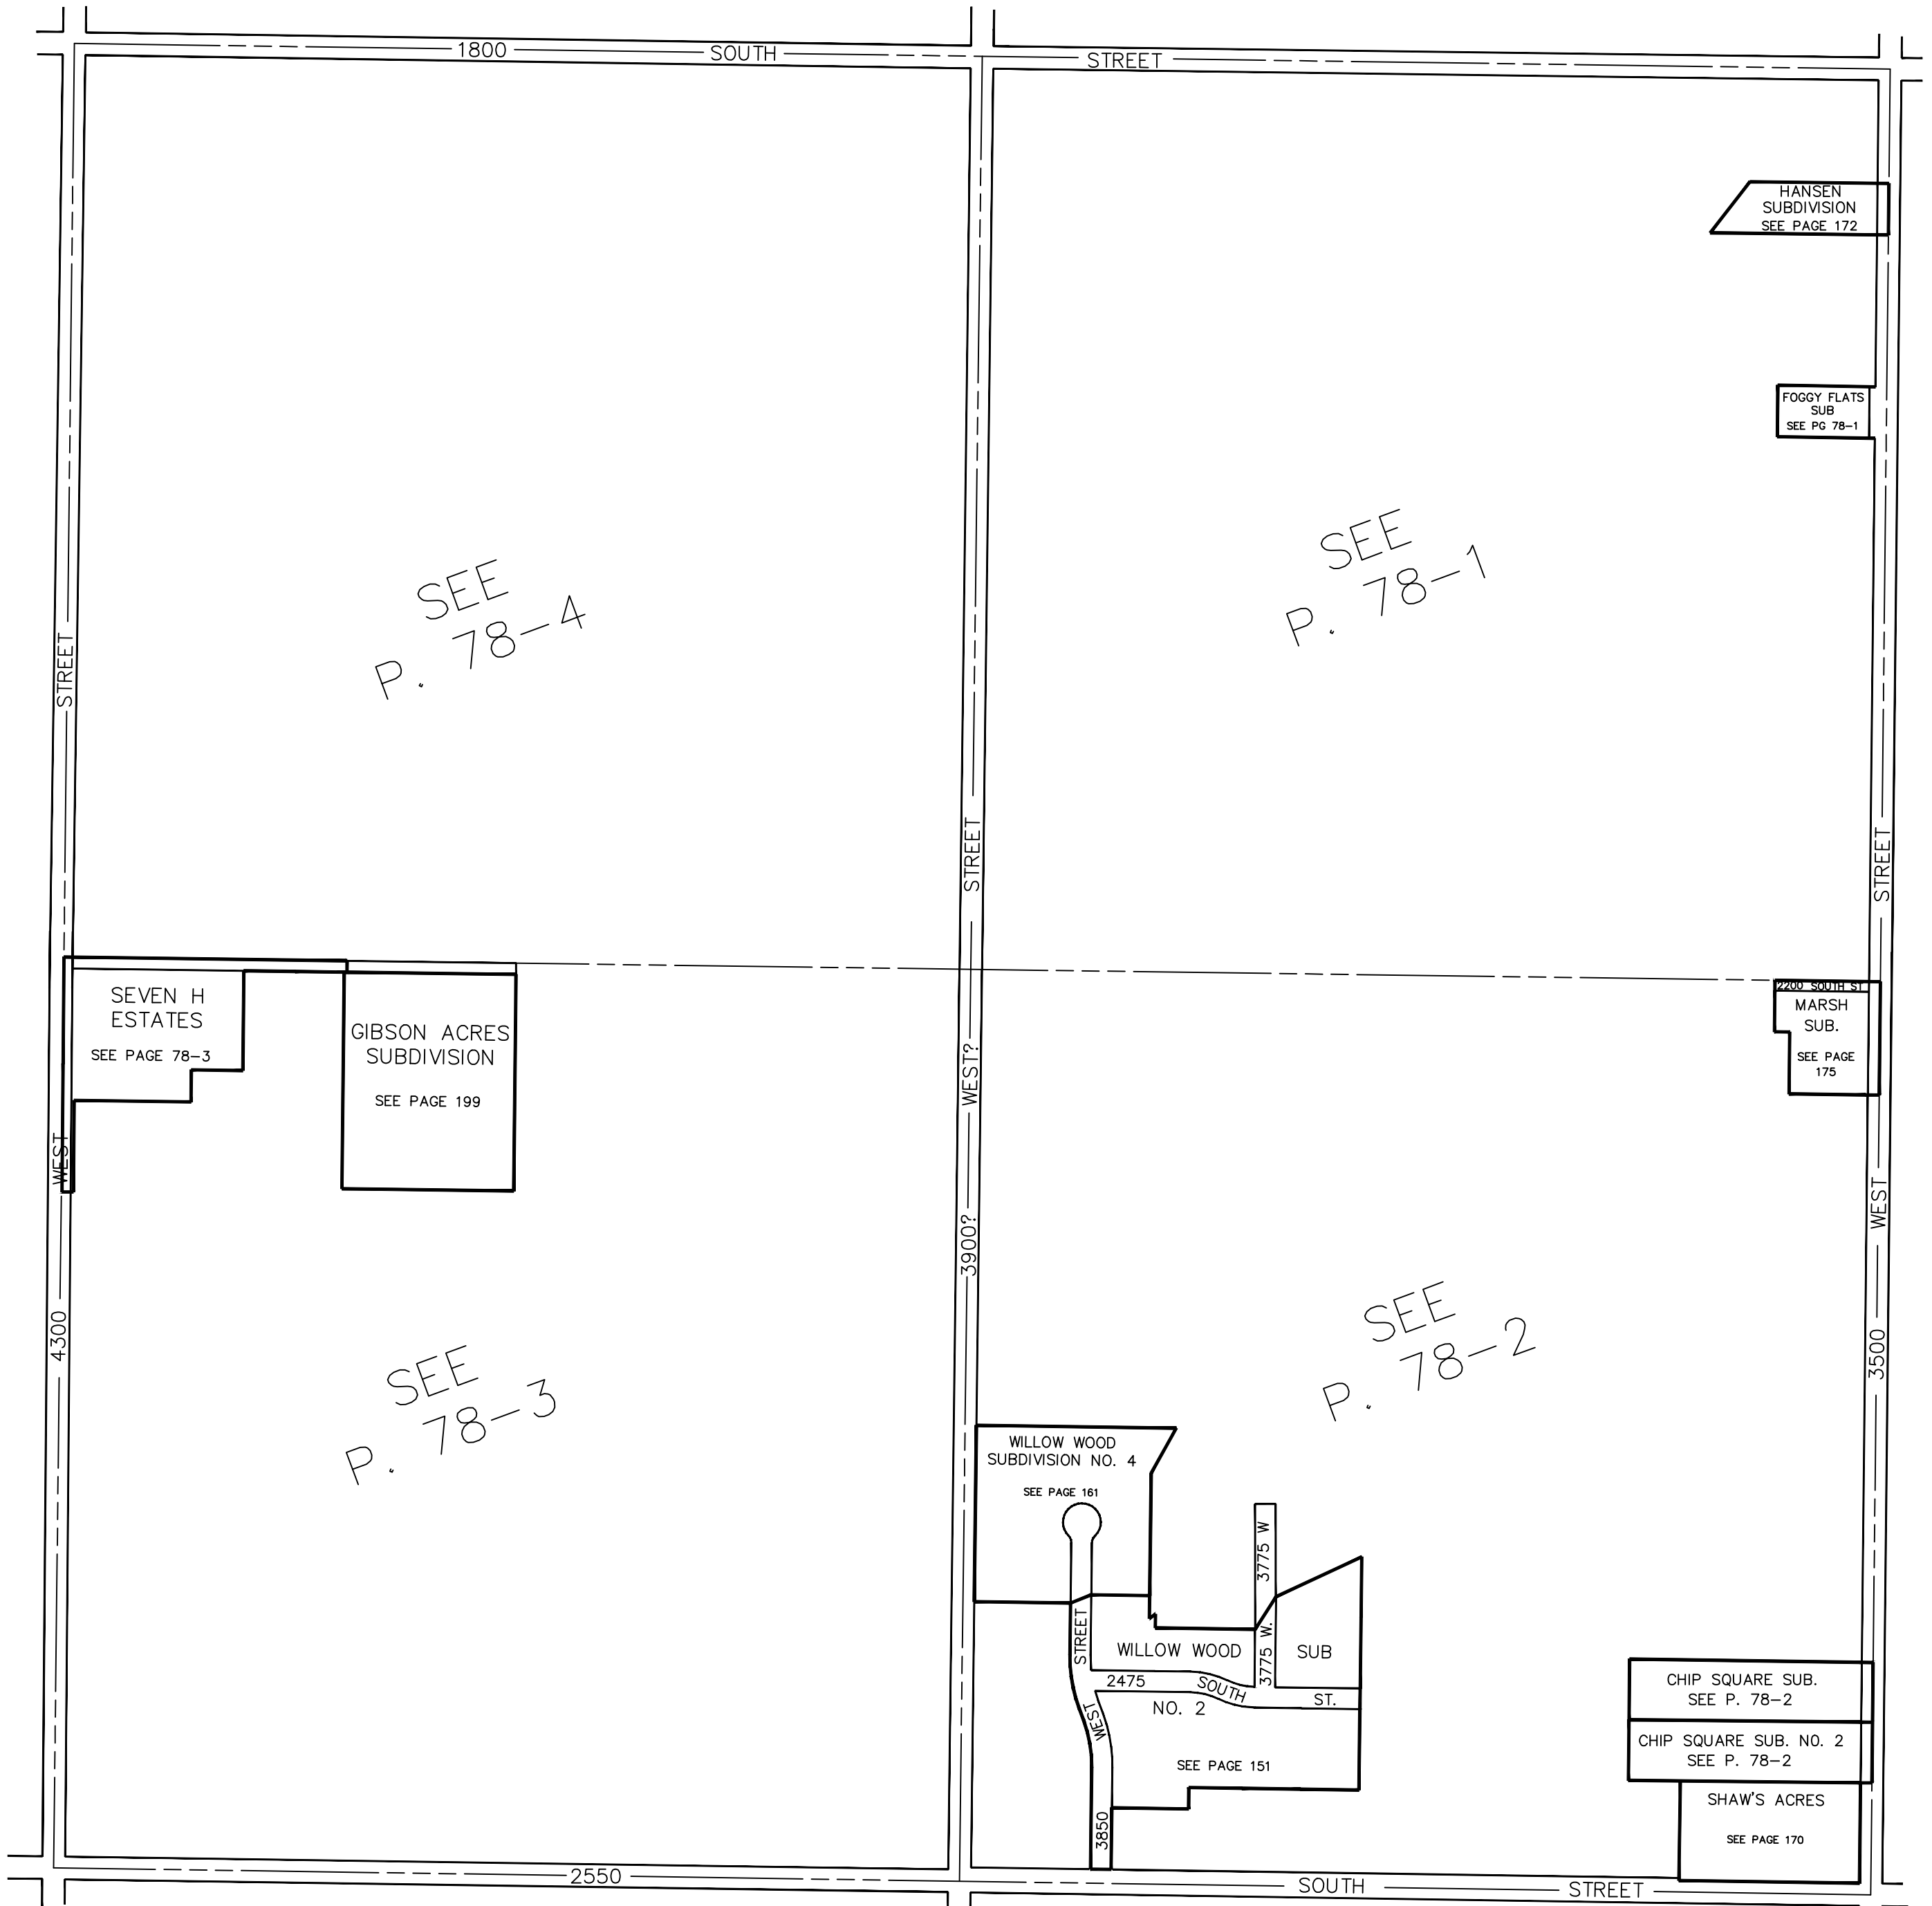 1800 SOUTH STREET
HANSEN
SUBDIVISION
SEE PAGE 172
FOGGY FLATS
SUB
SEE PG 78-1
SEE
P. 78-4
SEE
P. 78-1
4300 WEST STREET
3900? WEST? STREET
3500 WEST STREET
SEVEN H
ESTATES
SEE PAGE 78-3
GIBSON ACRES
SUBDIVISION
SEE PAGE 199
2200 SOUTH ST
MARSH
SUB.
SEE PAGE
175
SEE
P. 78-3
SEE
P. 78-2
WILLOW WOOD
SUBDIVISION NO. 4
SEE PAGE 161
3775 W
3775 W.
3850 WEST STREET
WILLOW WOOD SUB
2475 SOUTH ST.
NO. 2
SEE PAGE 151
CHIP SQUARE SUB.
SEE P. 78-2
CHIP SQUARE SUB. NO. 2
SEE P. 78-2
SHAW'S ACRES
SEE PAGE 170
2550 SOUTH STREET